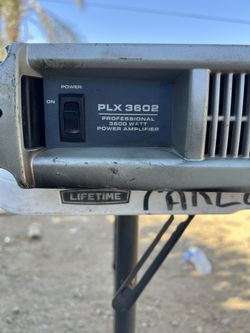 POWER
ON
PLX 3602
PROFESSIONAL
3600 WATT
POWER AMPLIFIER
LIFETIME